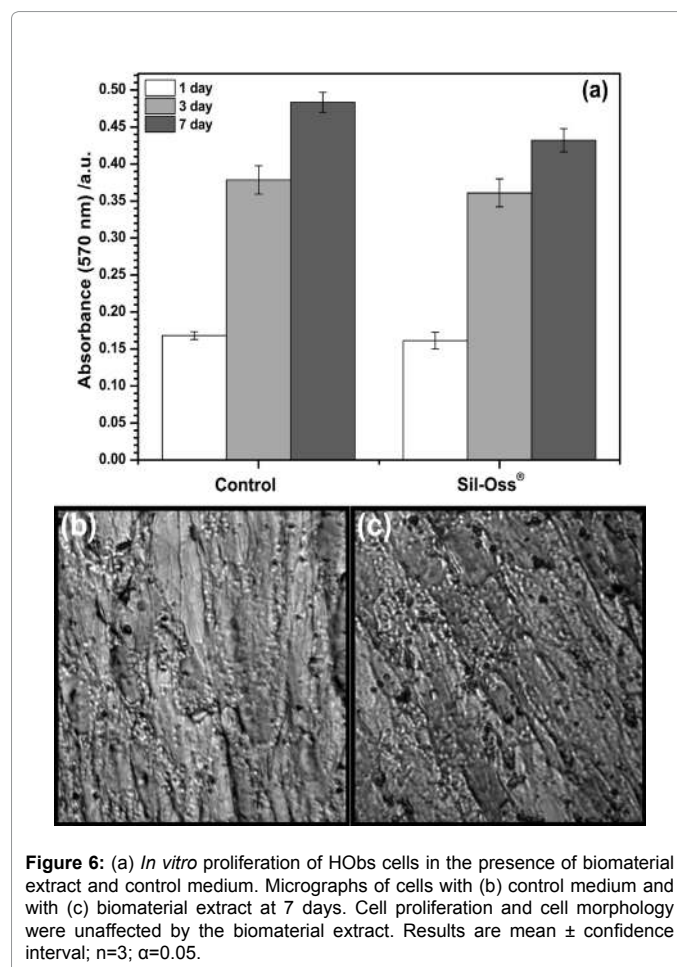 (a)
1 day
3 day
7 day
0.50
0.45
0.40
0.35
0.30
0.25
0.20
0.15
0.10
0.05
0.00
Absorbance (570 nm) /a.u.
Control
Sil-Oss®
(b)
(c)
Figure 6: (a) In vitro proliferation of HObs cells in the presence of biomaterial
extract and control medium. Micrographs of cells with (b) control medium and
with (c) biomaterial extract at 7 days. Cell proliferation and cell morphology
were unaffected by the biomaterial extract. Results are mean ± confidence
interval; n=3; α=0.05.